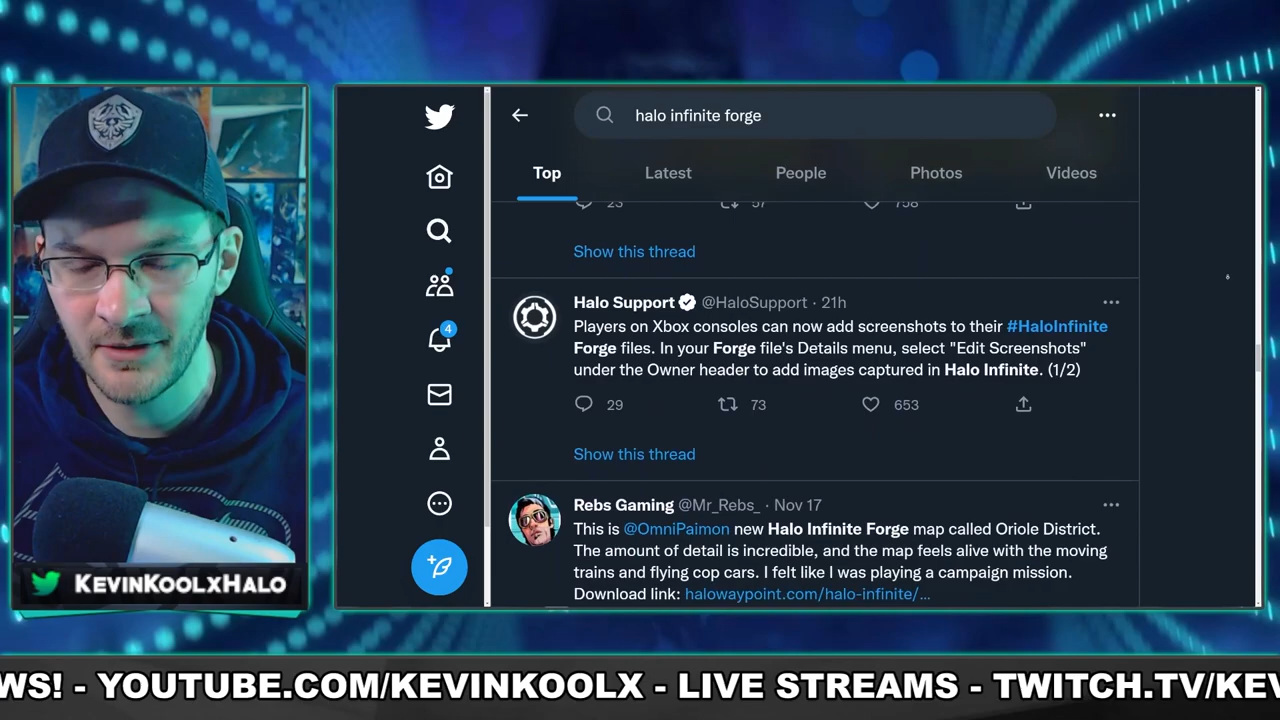 halo infinite forge
Top
Latest
People
Photos
Videos
23
57
758
Show this thread
Halo Support @HaloSupport · 21h
Players on Xbox consoles can now add screenshots to their #HaloInfinite
Forge files. In your Forge file's Details menu, select "Edit Screenshots"
under the Owner header to add images captured in Halo Infinite. (1/2)
29
73
653
Show this thread
Rebs Gaming @Mr_Rebs_ · Nov 17
This is @OmniPaimon new Halo Infinite Forge map called Oriole District.
The amount of detail is incredible, and the map feels alive with the moving
trains and flying cop cars. I felt like I was playing a campaign mission.
Download link: halowaypoint.com/halo-infinite/...
4
KevinKoolxHalo
WS! - YOUTUBE.COM/KEVINKOOLX - LIVE STREAMS - TWITCH.TV/KEV